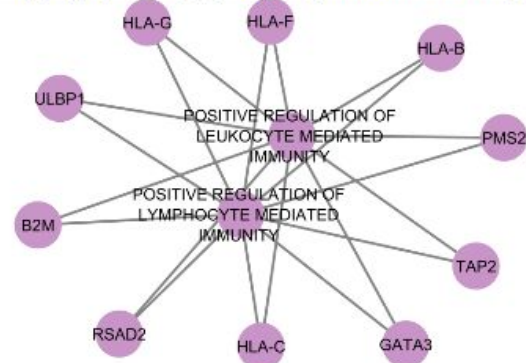 HLA-G
HLA-F
HLA-B
ULBP1
POSITIVE REGULATION OF
LEUKOCYTE MEDIATED
IMMUNITY
PMS2
POSITIVE REGULATION OF
LYMPHOCYTE MEDIATED
IMMUNITY
B2M
TAP2
RSAD2
HLA-C
GATA3